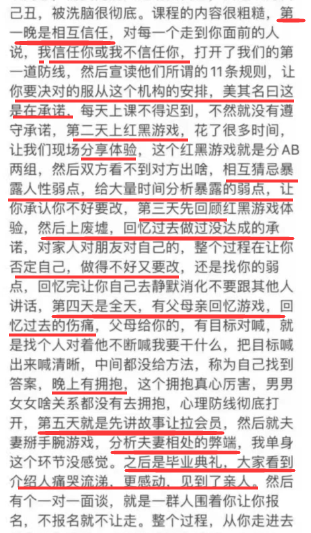 己丑，被洗脑很彻底。课程的内容很粗糙，第
一晚是相互信任，对每一个走到你面前的人
说，我信任你或我不信任你，打开了我们的第
一道防线，然后宣读他们所谓的11条规则，让
你要决对的服从这个机构的安排，美其名曰这
是在承诺，每天上课不得迟到，不然就没有遵
守承诺，第二天上红黑游戏，花了很多时间，
让我们现场分享体验，这个红黑游戏就是分AB
两组，然后双方看不到对方出啥，相互猜忌暴
露人性弱点，给大量时间分析暴露的弱点，让
你承认你不好要改，第三天先回顾红黑游戏体
验，然后上废墟，回忆过去做过没达成的承
诺，对家人对朋友对自己的，整个过程在让你
否定自己，做得不好又要改，还是找你的弱
点，回忆完让你自己去静默消化不要跟其他人
讲话，第四天是全天，有父母亲回忆游戏，回
忆过去的伤痛，父母给你的，有目标对喊，就
是找个人对着他不断喊我要干什么，把目标喊
出来喊清晰，中间都没给方法，称为自己找到
答案，晚上有拥抱，这个拥抱真心厉害，男男
女女啥关系都没有去拥抱，心理防线彻底打
开，第五天就是先讲故事让拉会员，然后就夫
妻掰手腕游戏，分析夫妻相处的弊端，我单身
这个环节没感觉。之后是毕业典礼，大家看到
介绍人痛哭流涕，更感动，见到了亲人。然后
有个一对一面谈，就是一群人围着你让你报
名，不报名就不让走。整个过程，从你走进去